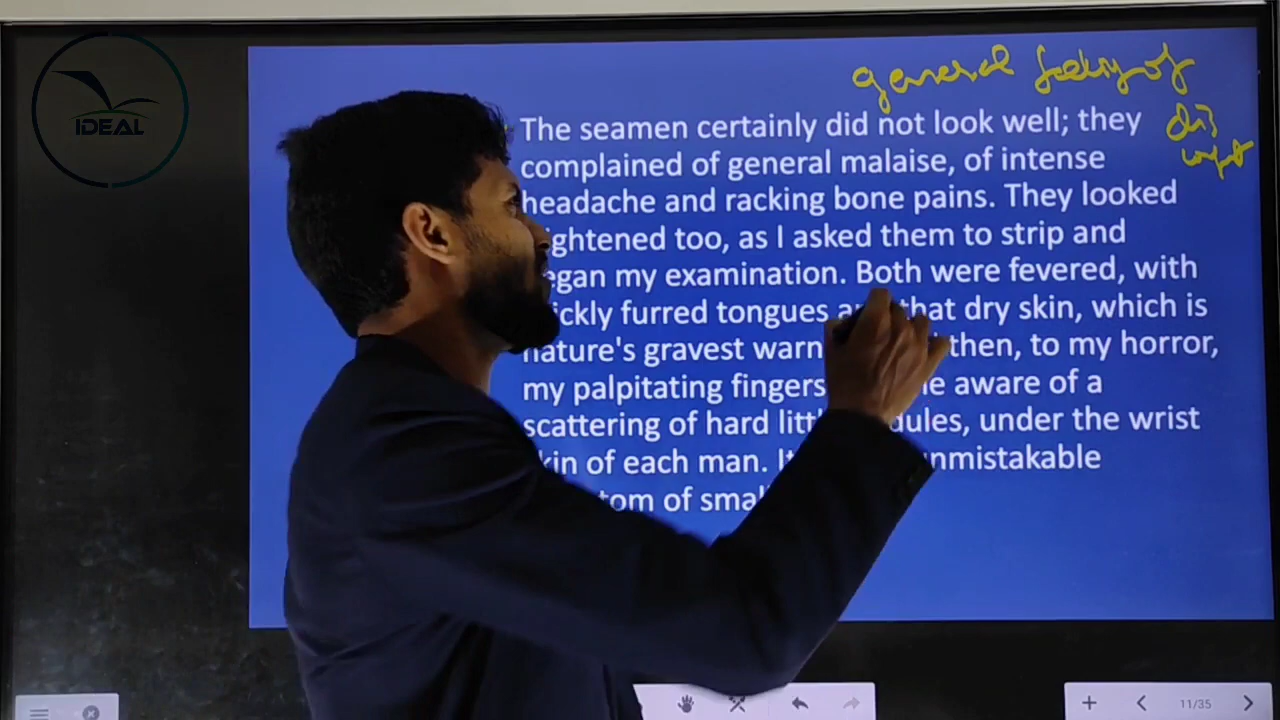 IDEAL
general feeling of
The seamen certainly did not look well; they
complained of general malaise, of intense
headache and racking bone pains. They looked
ightened too, as I asked them to strip and
egan my examination. Both were fevered, with
ickly furred tongues that dry skin, which is
nature's gravest warn then, to my horror,
my palpitating fingers e aware of a
scattering of hard litt dules, under the wrist
kin of each man. It nmistakable
tom of smal
11/35